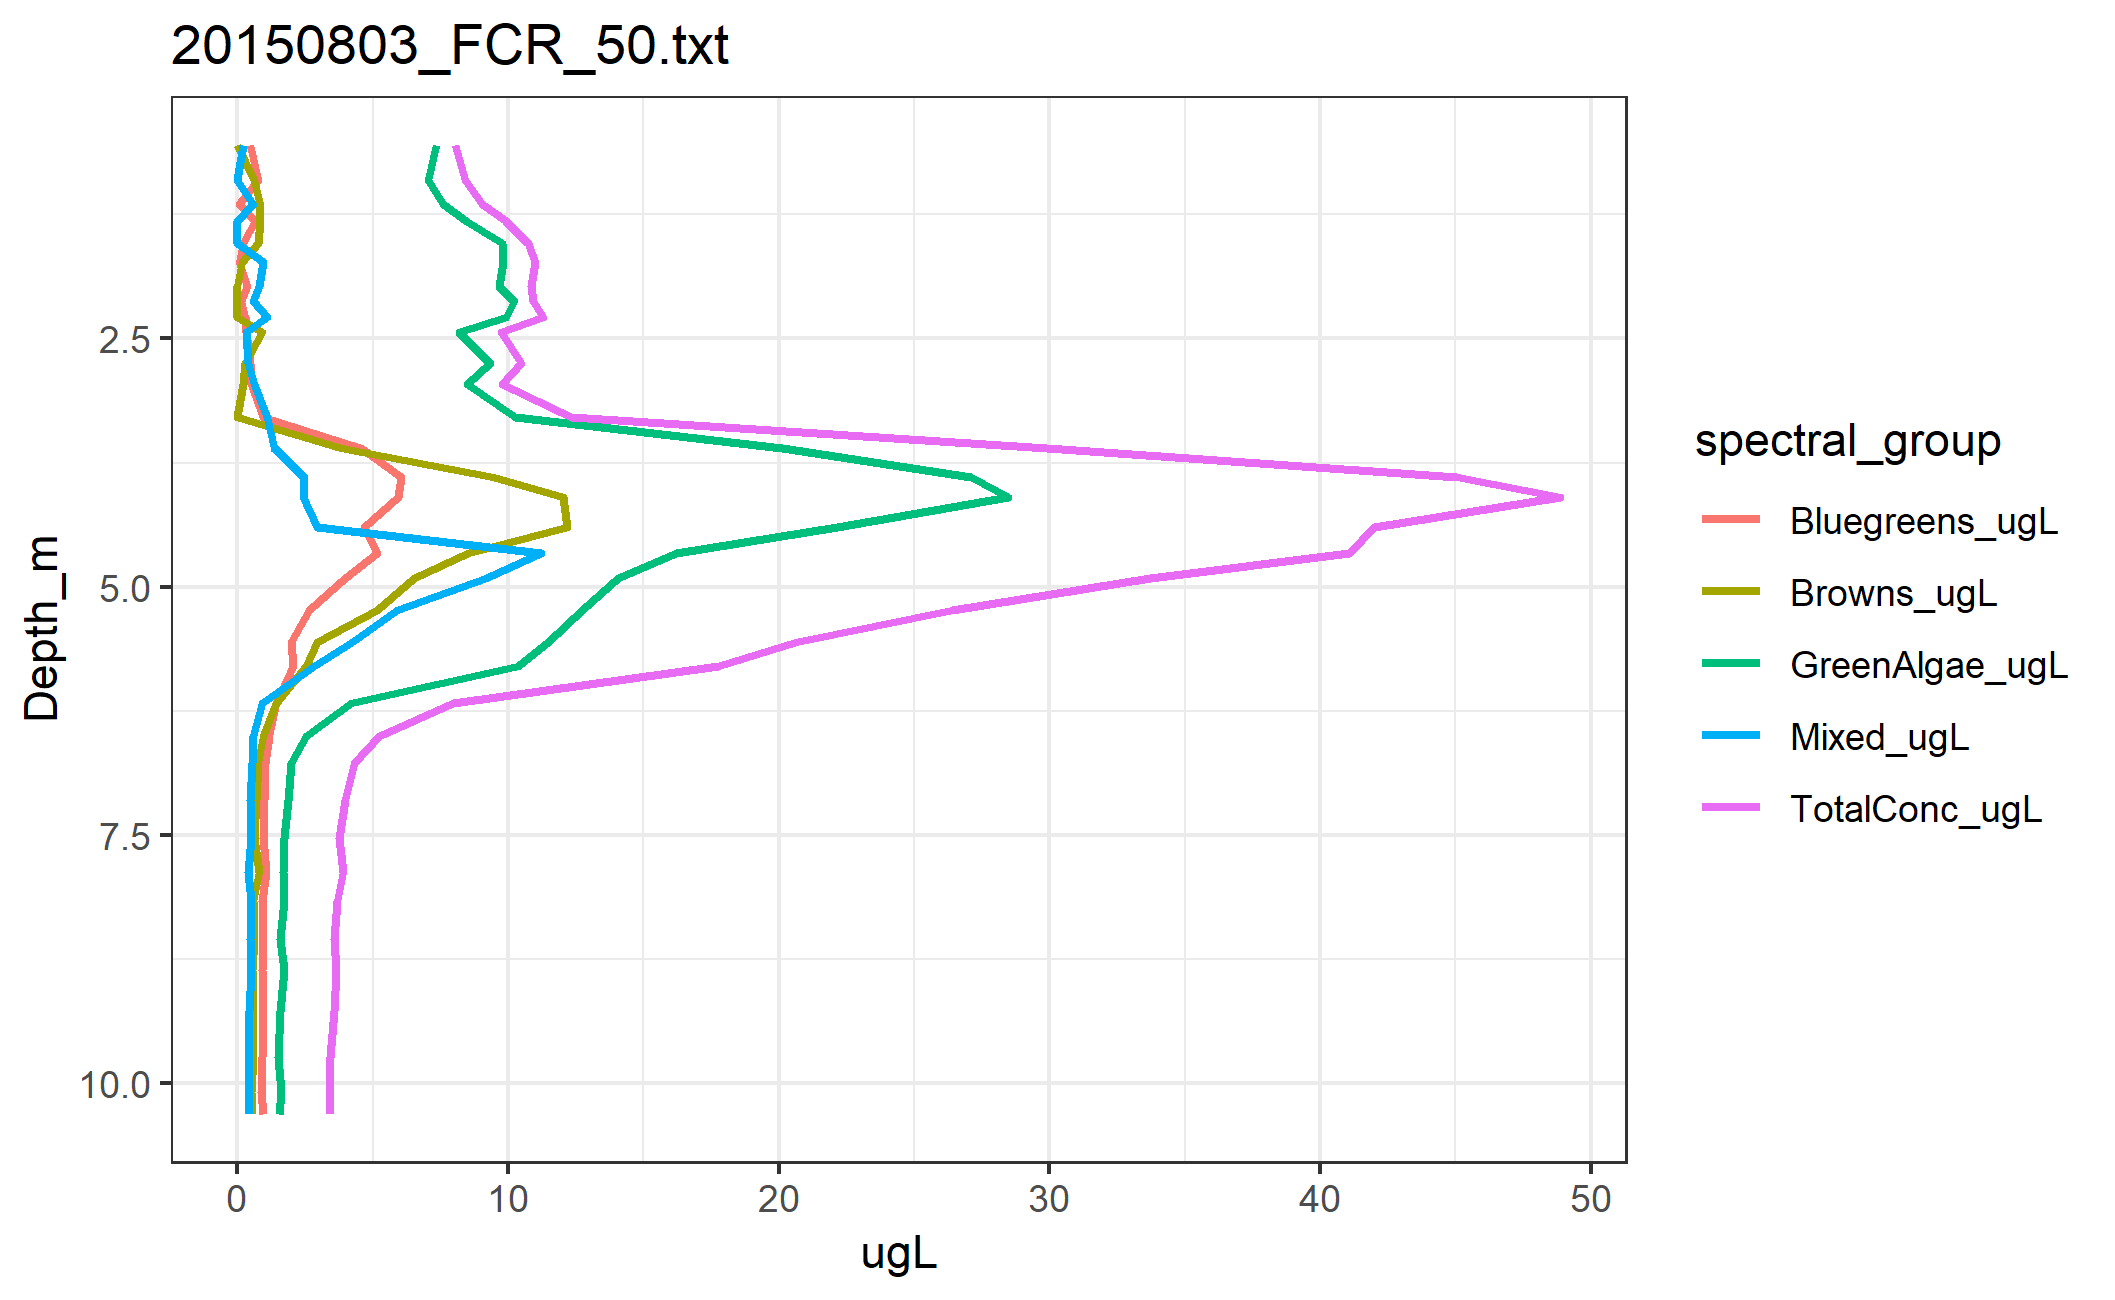 20150803_FCR_50.txt
Depth_m
2.5
5.0
7.5
10.0
0 10 20 30 40 50
ugL
spectral_group
Bluegreens_ugL
Browns_ugL
GreenAlgae_ugL
Mixed_ugL
TotalConc_ugL